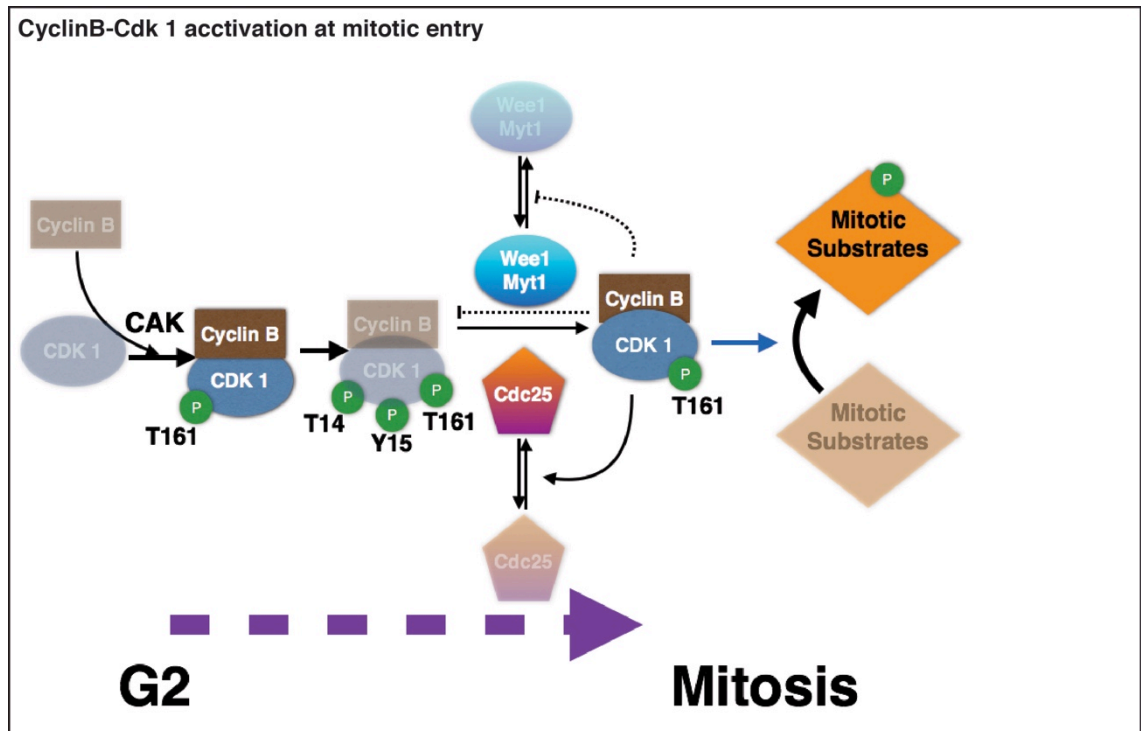 CyclinB-Cdk 1 acctivation at mitotic entry
Wee1
Myt1
P
Mitotic
Substrates
Cyclin B
Wee1
Myt1
Cyclin B
CAK
Cyclin B
Cyclin B
CDK 1
CDK 1
CDK 1
CDK 1
P
T161
P
T14
P
Y15
P
T161
Cdc25
P
T161
Mitotic
Substrates
Cdc25
G2
Mitosis